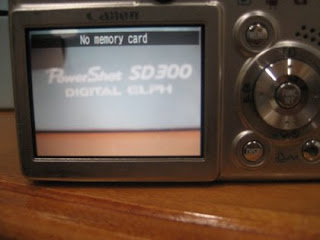 Canon
No memory card
PowerShot SD300
DIGITAL ELPH